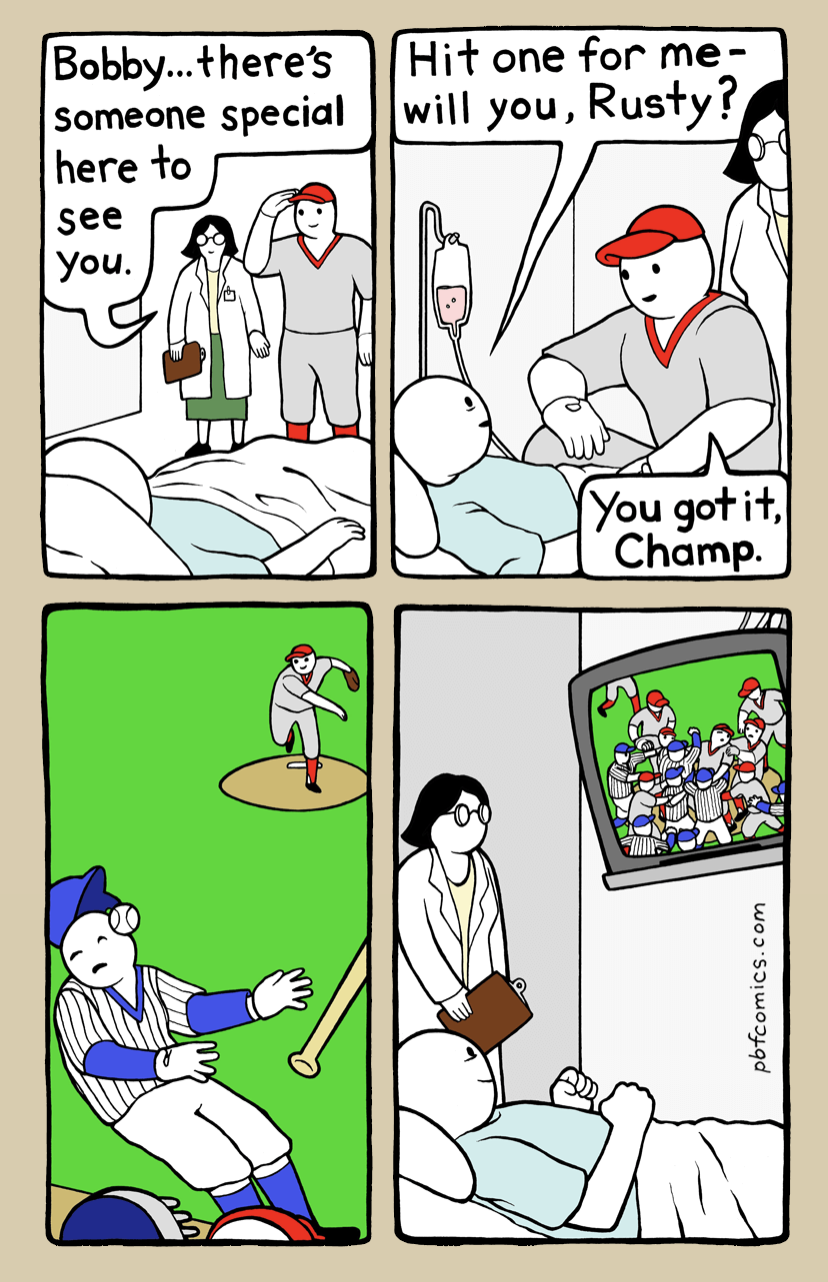 Bobby...there's
someone special
here to
see
you.
Hit one for me-
will you, Rusty?
You got it,
Champ.
pbfcomics.com